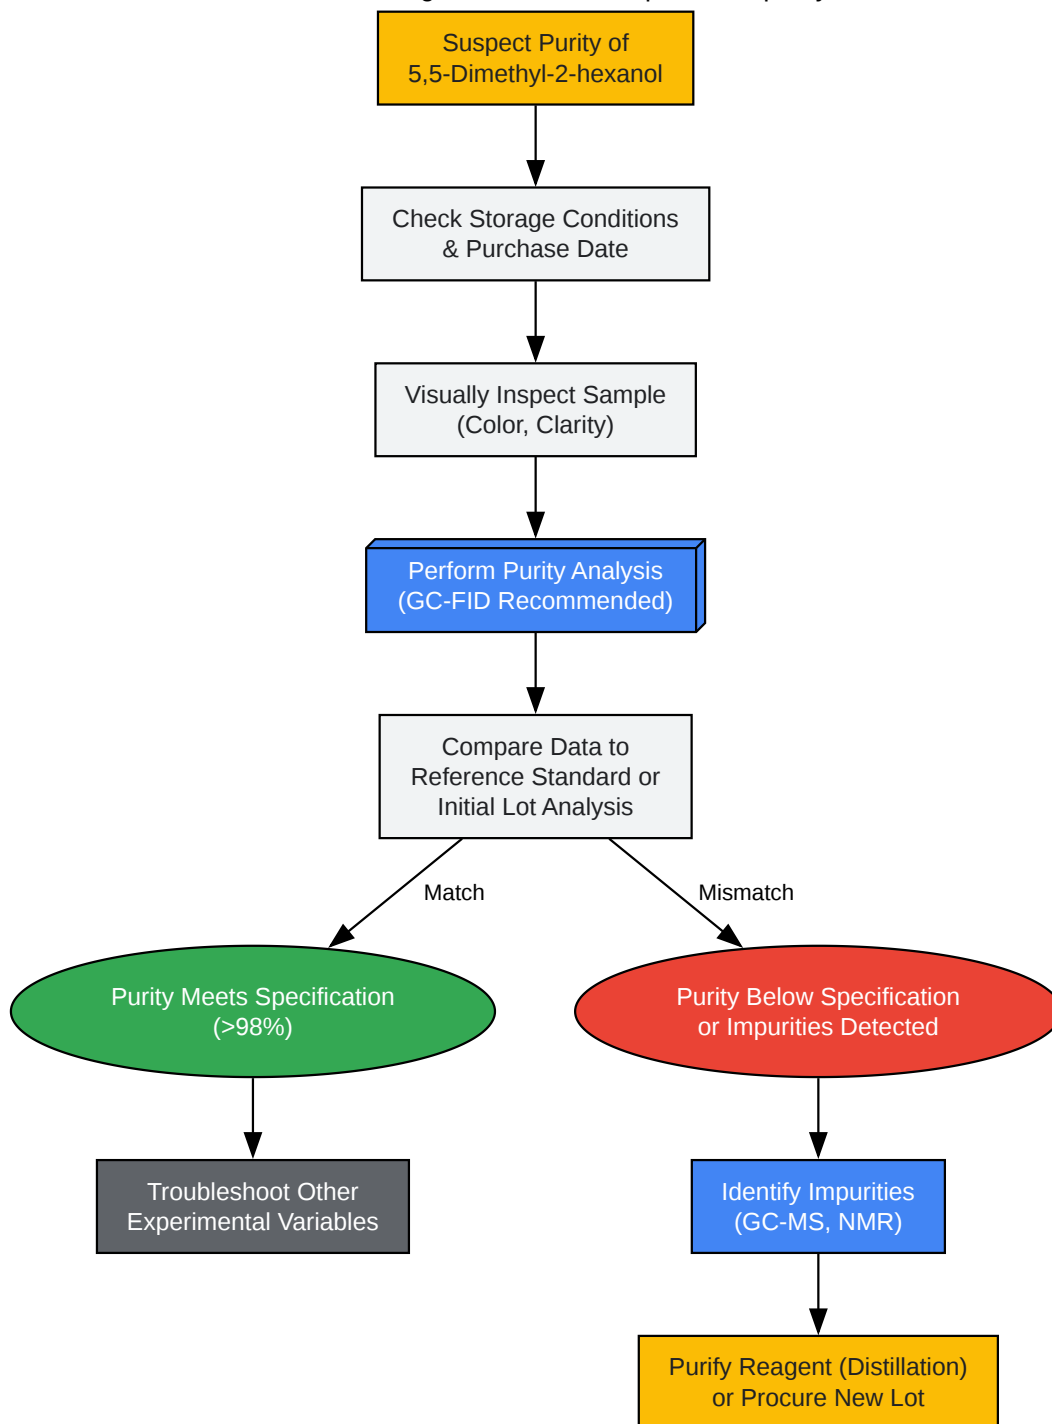 Suspect Purity of
5,5-Dimethyl-2-hexanol
Check Storage Conditions
& Purchase Date
Visually Inspect Sample
(Color, Clarity)
Perform Purity Analysis
(GC-FID Recommended)
Compare Data to
Reference Standard or
Initial Lot Analysis
Match
Mismatch
Purity Meets Specification
(>98%)
Purity Below Specification
or Impurities Detected
Troubleshoot Other
Experimental Variables
Identify Impurities
(GC-MS, NMR)
Purify Reagent (Distillation)
or Procure New Lot